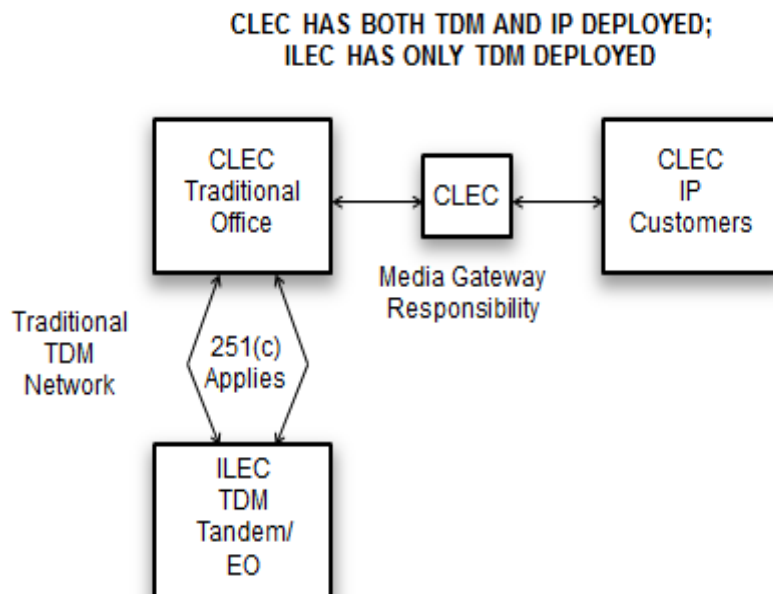 CLEC HAS BOTH TDM AND IP DEPLOYED;
ILEC HAS ONLY TDM DEPLOYED
CLEC
Traditional
Office
CLEC
CLEC
IP
Customers
Media Gateway
Responsibility
Traditional
TDM
Network
251(c)
Applies
ILEC
TDM
Tandem/
EO